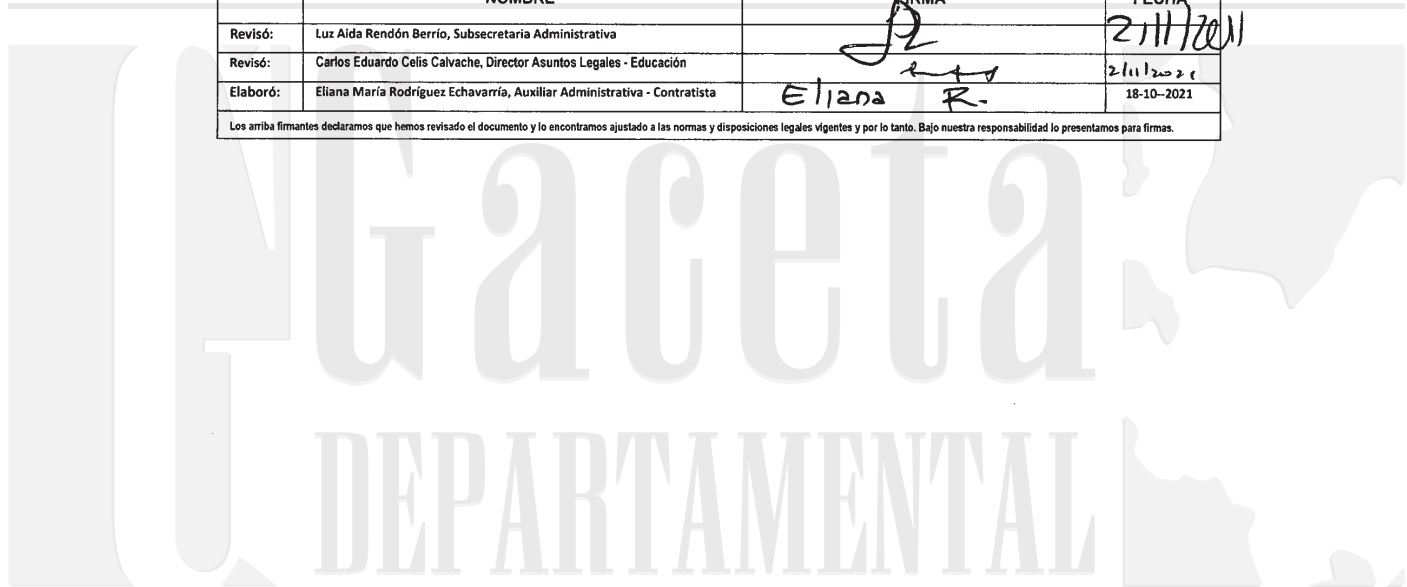 NOMBRE FIRMA FECHA
Revisó: Luz Aida Rendón Berrío, Subsecretaria Administrativa 2/11/2021
Revisó: Carlos Eduardo Celis Calvache, Director Asuntos Legales - Educación 2/11/2021
Elaboró: Eliana María Rodríguez Echavarría, Auxiliar Administrativa - Contratista Eliana R. 18-10--2021
Los arriba firmantes declaramos que hemos revisado el documento y lo encontramos ajustado a las normas y disposiciones legales vigentes y por lo tanto. Bajo nuestra responsabilidad lo presentamos para firmas.
Gaceta
DEPARTAMENTAL